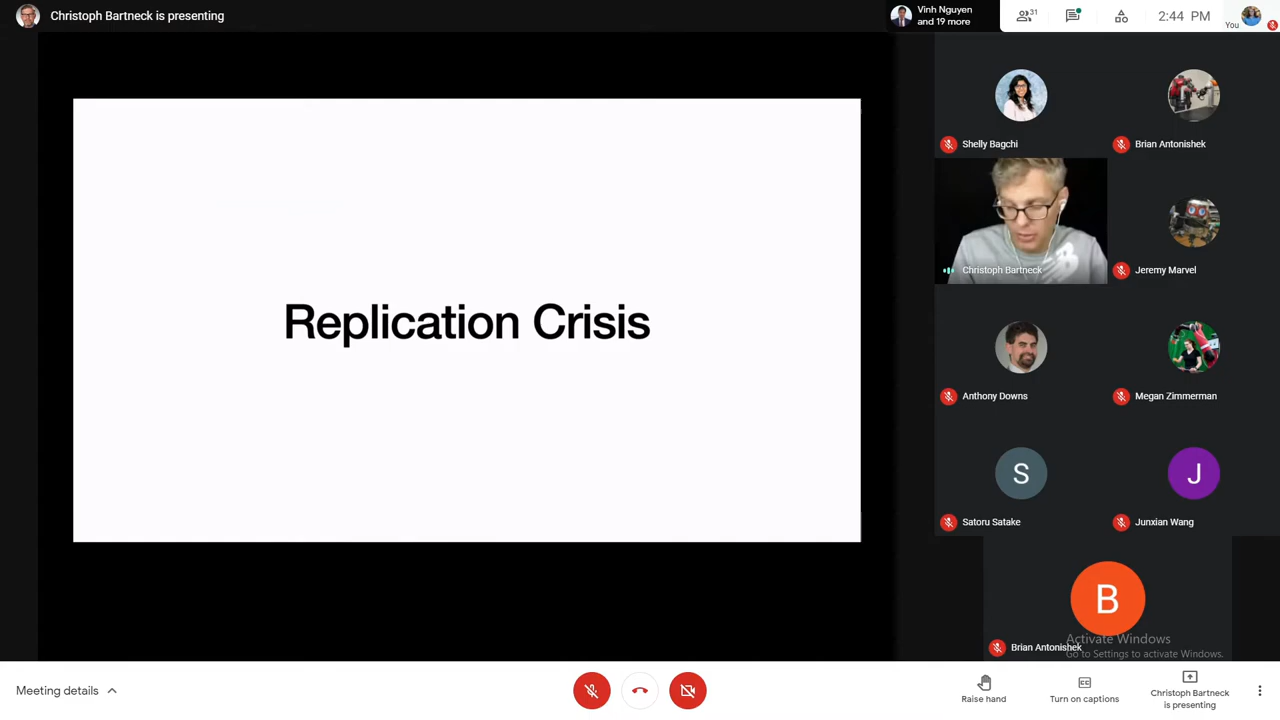 Christoph Bartneck is presenting
Vinh Nguyen
and 19 more
31
2:44 PM
You
Shelly Bagchi
Brian Antonishek
Christoph Bartneck
Jeremy Marvel
Replication Crisis
Anthony Downs
Megan Zimmerman
S
J
Satoru Satake
Junxian Wang
B
Brian Antonishek
Activate Windows
Go to Settings to activate Windows.
Meeting details
Raise hand
Turn on captions
Christoph Bartneck
is presenting